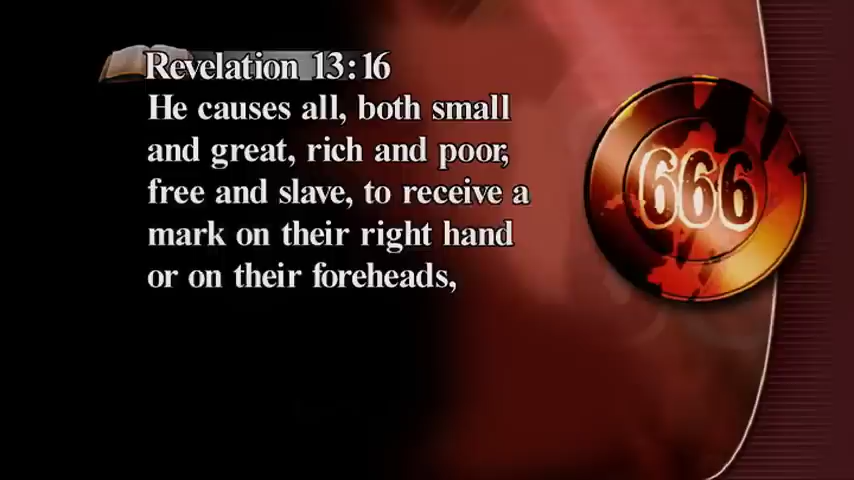 Revelation 13:16
He causes all, both small
and great, rich and poor,
free and slave, to receive a
mark on their right hand
or on their foreheads,
666